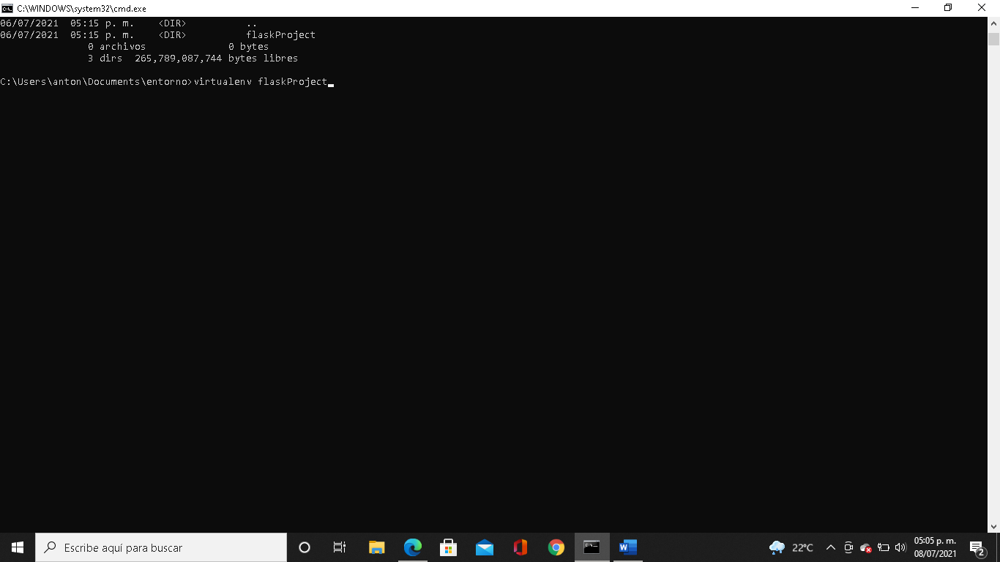 C:\WINDOWS\system32\cmd.exe
06/07/2021  05:15 p. m.    <DIR>          ..
06/07/2021  05:15 p. m.    <DIR>          flaskProject
               0 archivos              0 bytes
               3 dirs  265,789,087,744 bytes libres
C:\Users\anton\Documents\entorno>virtualenv flaskProject
Escribe aquí para buscar
22°C
05:05 p. m.
08/07/2021
2